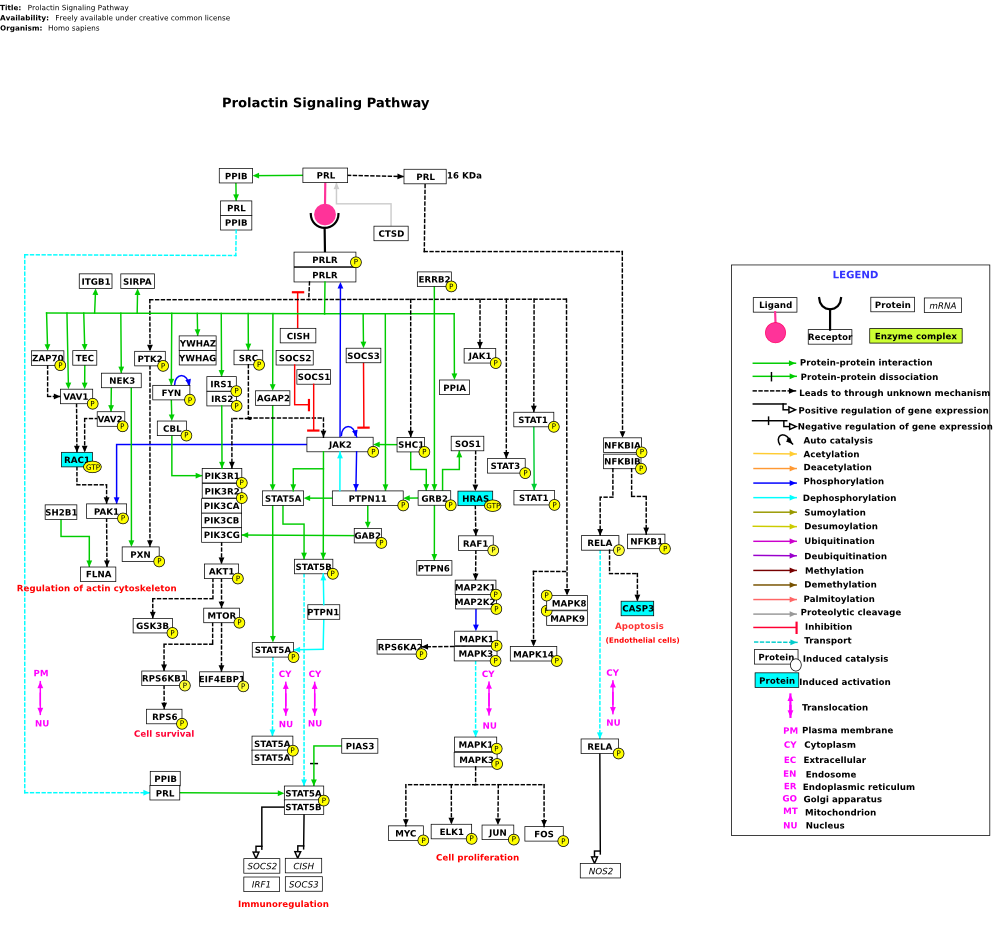 Title: Prolactin Signaling Pathway
Availability: Freely available under creative common license
Organism: Homo sapiens
Prolactin Signaling Pathway
PPIB
PRL
PRL
16 KDa
PRL
PPIB
CTSD
PRLR
P
PRLR
ITGB1
SIRPA
ERRB2
P
CISH
ZAP70
P
TEC
P
PTK2
P
YWHAZ
YWHAG
SRC
P
SOCS2
SOCS3
JAK1
P
NEK3
SOCS1
VAV1
P
FYN
P
IRS1
P
IRS2
P
AGAP2
PPIA
VAV2
P
CBL
P
STAT1
P
RAC1
GTP
JAK2
P
SHC1
P
SOS1
NFKBIA
P
NFKBIB
P
STAT3
P
PIK3R1
P
PIK3R2
P
PIK3CA
P
PIK3CB
PIK3CG
STAT5A
PTPN11
P
GRB2
P
HRAS
GTP
STAT1
P
SH2B1
PAK1
P
GAB2
P
RAF1
P
RELA
P
NFKB1
P
PXN
P
FLNA
Regulation of actin cytoskeleton
AKT1
P
STAT5B
P
PTPN6
MAP2K1
P
MAP2K2
P
P
MAPK8
P
MAPK9
CASP3
Apoptosis
(Endothelial cells)
GSK3B
P
MTOR
P
PTPN1
RPS6KA2
P
MAPK1
MAPK3
P
MAPK14
P
STAT5A
P
RPS6KB1
P
EIF4EBP1
P
PM
NU
CY
NU
CY
NU
CY
NU
CY
NU
RPS6
P
Cell survival
STAT5A
P
STAT5A
PIAS3
MAPK1
P
MAPK3
P
RELA
P
PPIB
PRL
STAT5A
P
STAT5B
MYC
P
ELK1
P
JUN
P
FOS
P
Cell proliferation
SOCS2
CISH
IRF1
SOCS3
Immunoregulation
NOS2
LEGEND
Ligand
Receptor
Protein
mRNA
Enzyme complex
Protein-protein interaction
Protein-protein dissociation
Leads to through unknown mechanism
Positive regulation of gene expression
Negative regulation of gene expression
Auto catalysis
Acetylation
Deacetylation
Phosphorylation
Dephosphorylation
Sumoylation
Desumoylation
Ubiquitination
Deubiquitination
Methylation
Demethylation
Palmitoylation
Proteolytic cleavage
Inhibition
Transport
Protein
Induced catalysis
Protein
Induced activation
Translocation
PM Plasma membrane
CY Cytoplasm
EC Extracellular
EN Endosome
ER Endoplasmic reticulum
GO Golgi apparatus
MT Mitochondrion
NU Nucleus